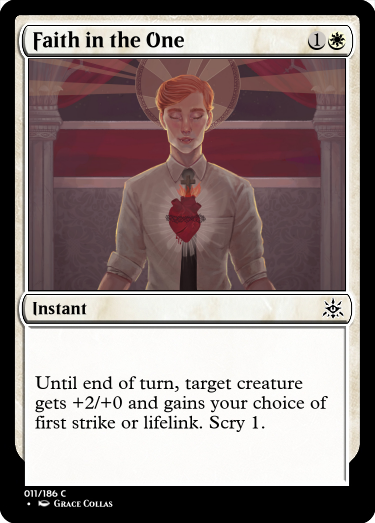 Faith in the One 1
Instant
Until end of turn, target creature
gets +2/+0 and gains your choice of
first strike or lifelink. Scry 1.
011/186 C
• Grace Collas